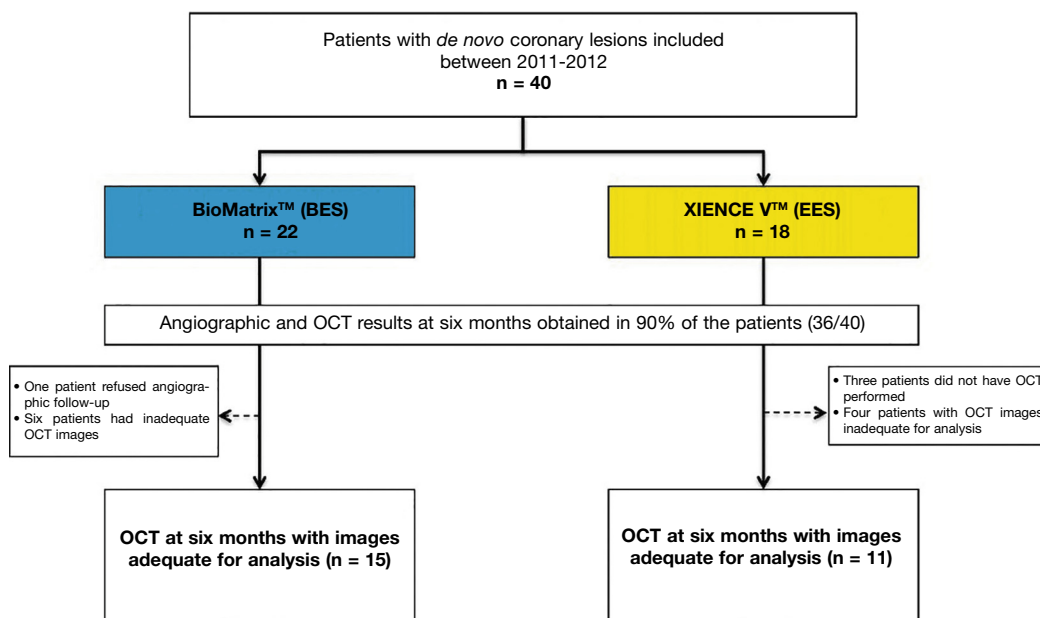 Patients with de novo coronary lesions included
between 2011-2012
n = 40
BioMatrix™ (BES)
n = 22
XIENCE V™ (EES)
n = 18
Angiographic and OCT results at six months obtained in 90% of the patients (36/40)
• One patient refused angiogra-
phic follow-up
• Six patients had inadequate
OCT images
• Three patients did not have OCT
performed
• Four patients with OCT images
inadequate for analysis
OCT at six months with images
adequate for analysis (n = 15)
OCT at six months with images
adequate for analysis (n = 11)